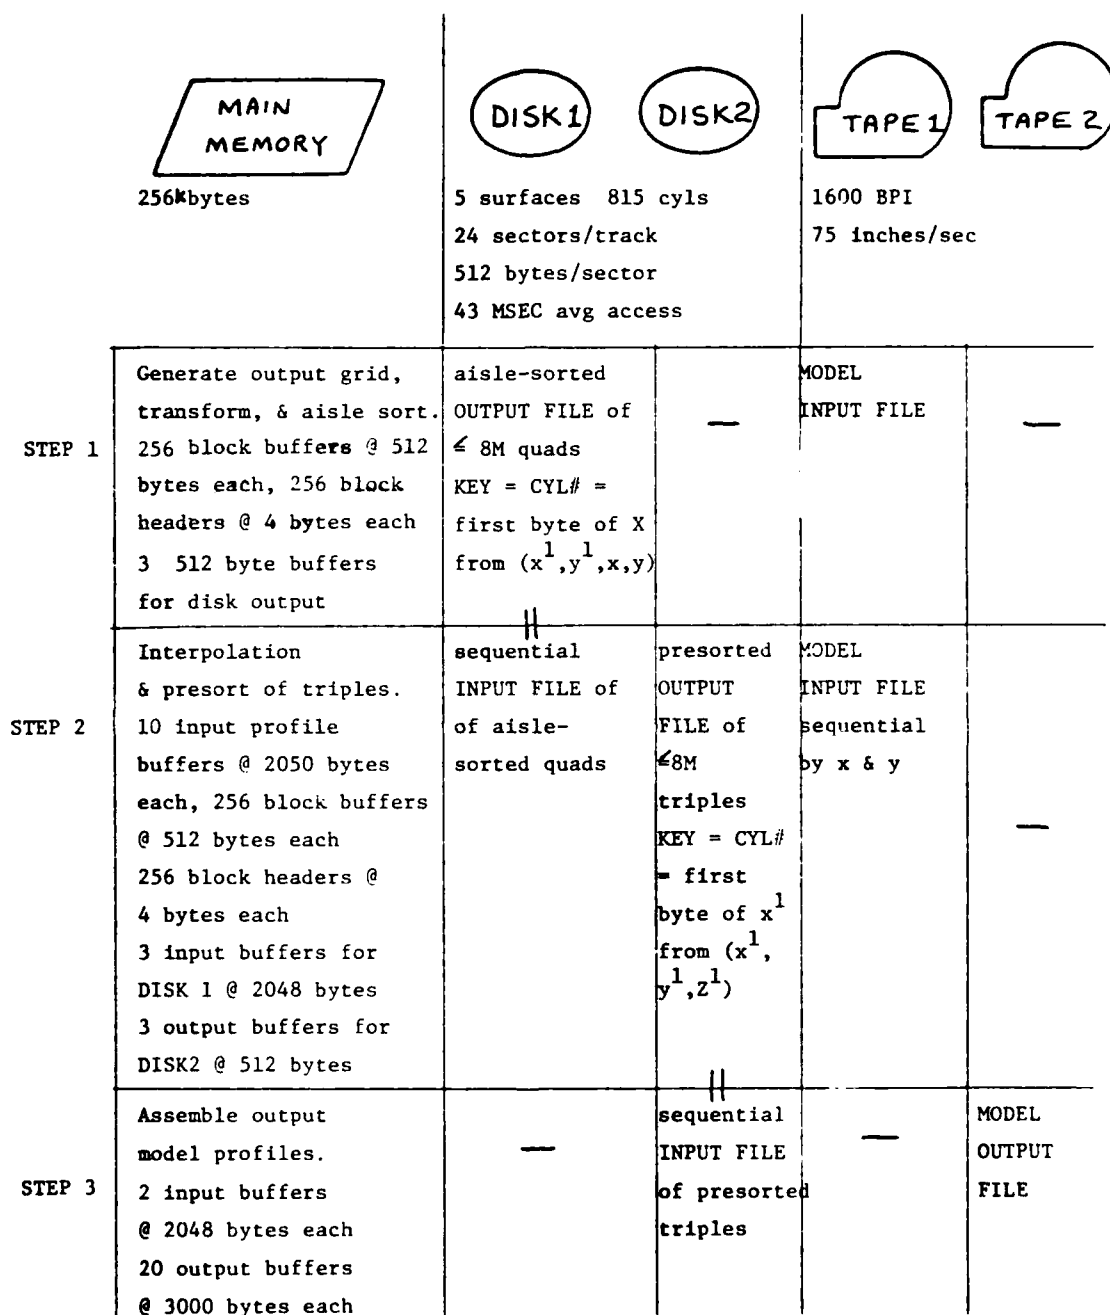 MAIN
MEMORY
DISK1
DISK2
TAPE1
TAPE 2
256kbytes
5 surfaces 815 cyls
24 sectors/track
512 bytes/sector
43 MSEC avg access
1600 BPI
75 inches/sec
STEP 1
Generate output grid,
transform, & aisle sort.
256 block buffers @ 512
bytes each, 256 block
headers @ 4 bytes each
3 512 byte buffers
for disk output
aisle-sorted
OUTPUT FILE of
≤ 8M quads
KEY = CYL# =
first byte of X
from (x¹,y¹,x,y)
—
MODEL
INPUT FILE
—
STEP 2
Interpolation
& presort of triples.
10 input profile
buffers @ 2050 bytes
each, 256 block buffers
@ 512 bytes each
256 block headers @
4 bytes each
3 input buffers for
DISK 1 @ 2048 bytes
3 output buffers for
DISK2 @ 512 bytes
sequential
INPUT FILE of
of aisle-
sorted quads
presorted
OUTPUT
FILE of
≤8M
triples
KEY = CYL#
= first
byte of x¹
from (x¹,
y¹,Z¹)
MODEL
INPUT FILE
sequential
by x & y
—
STEP 3
Assemble output
model profiles.
2 input buffers
@ 2048 bytes each
20 output buffers
@ 3000 bytes each
—
sequential
INPUT FILE
of presorted
triples
—
MODEL
OUTPUT
FILE